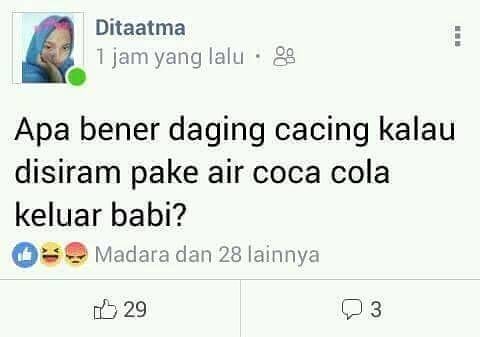 Ditaatma
1 jam yang lalu ·
Apa bener daging cacing kalau
disiram pake air coca cola
keluar babi?
Madara dan 28 lainnya
29
3